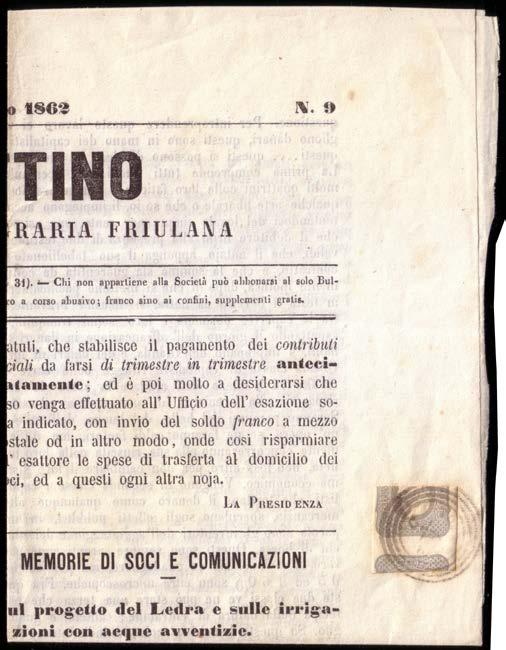 o 1862 N. 9
TINO
RARIA FRIULANA
31). — Chi non appartiene alla Società può abbonarsi al solo Bul-
ro a corso abusivo; franco sino ai confini, supplementi gratis.
atuti, che stabilisce il pagamento dei contributi
ciali da farsi di trimestre in trimestre anteci-
atamente; ed é poi molto a desiderarsi che
so venga effettuato all' Ufficio dell' esazione so-
a indicato, con invio del soldo franco a mezzo
ostale od in altro modo, onde cosi risparmiare
l' esattore le spese di trasferta al domicilio dei
oci, ed a questi ogni altra noja.
La Presidenza
MEMORIE DI SOCI E COMUNICAZIONI
ul progetto del Ledra e sulle irriga-
zioni con acque avventizie.